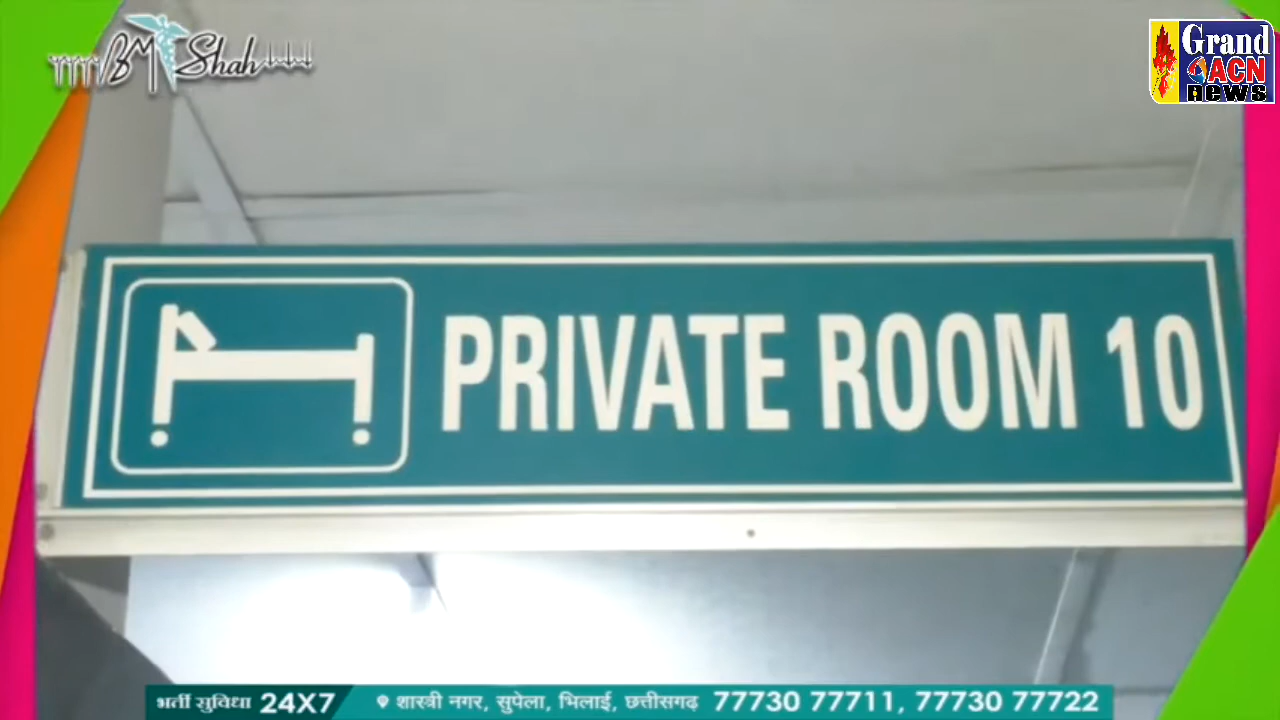 BM Shah
Grand
ACN
news
PRIVATE ROOM 10
भर्ती सुविधा 24X7 शास्त्री नगर, सुपेला, भिलाई, छत्तीसगढ़ 77730 77711, 77730 77722